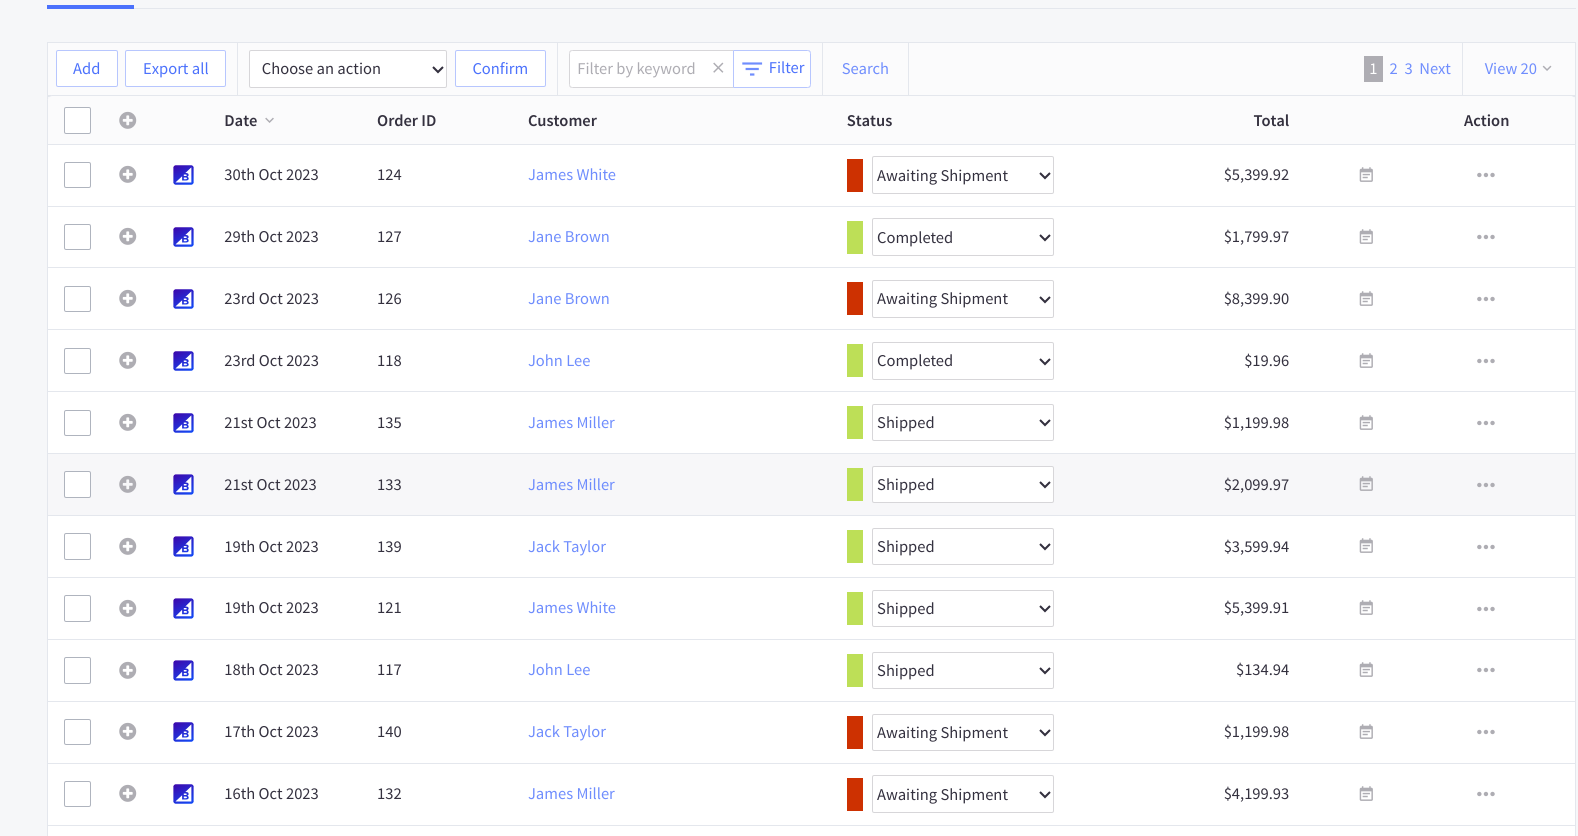 Add Export all Choose an action Confirm Filter by keyword Filter Search 1 2 3 Next View 20
Date Order ID Customer Status Total Action
B 30th Oct 2023 124 James White Awaiting Shipment $5,399.92
B 29th Oct 2023 127 Jane Brown Completed $1,799.97
B 23rd Oct 2023 126 Jane Brown Awaiting Shipment $8,399.90
B 23rd Oct 2023 118 John Lee Completed $19.96
B 21st Oct 2023 135 James Miller Shipped $1,199.98
B 21st Oct 2023 133 James Miller Shipped $2,099.97
B 19th Oct 2023 139 Jack Taylor Shipped $3,599.94
B 19th Oct 2023 121 James White Shipped $5,399.91
B 18th Oct 2023 117 John Lee Shipped $134.94
B 17th Oct 2023 140 Jack Taylor Awaiting Shipment $1,199.98
B 16th Oct 2023 132 James Miller Awaiting Shipment $4,199.93